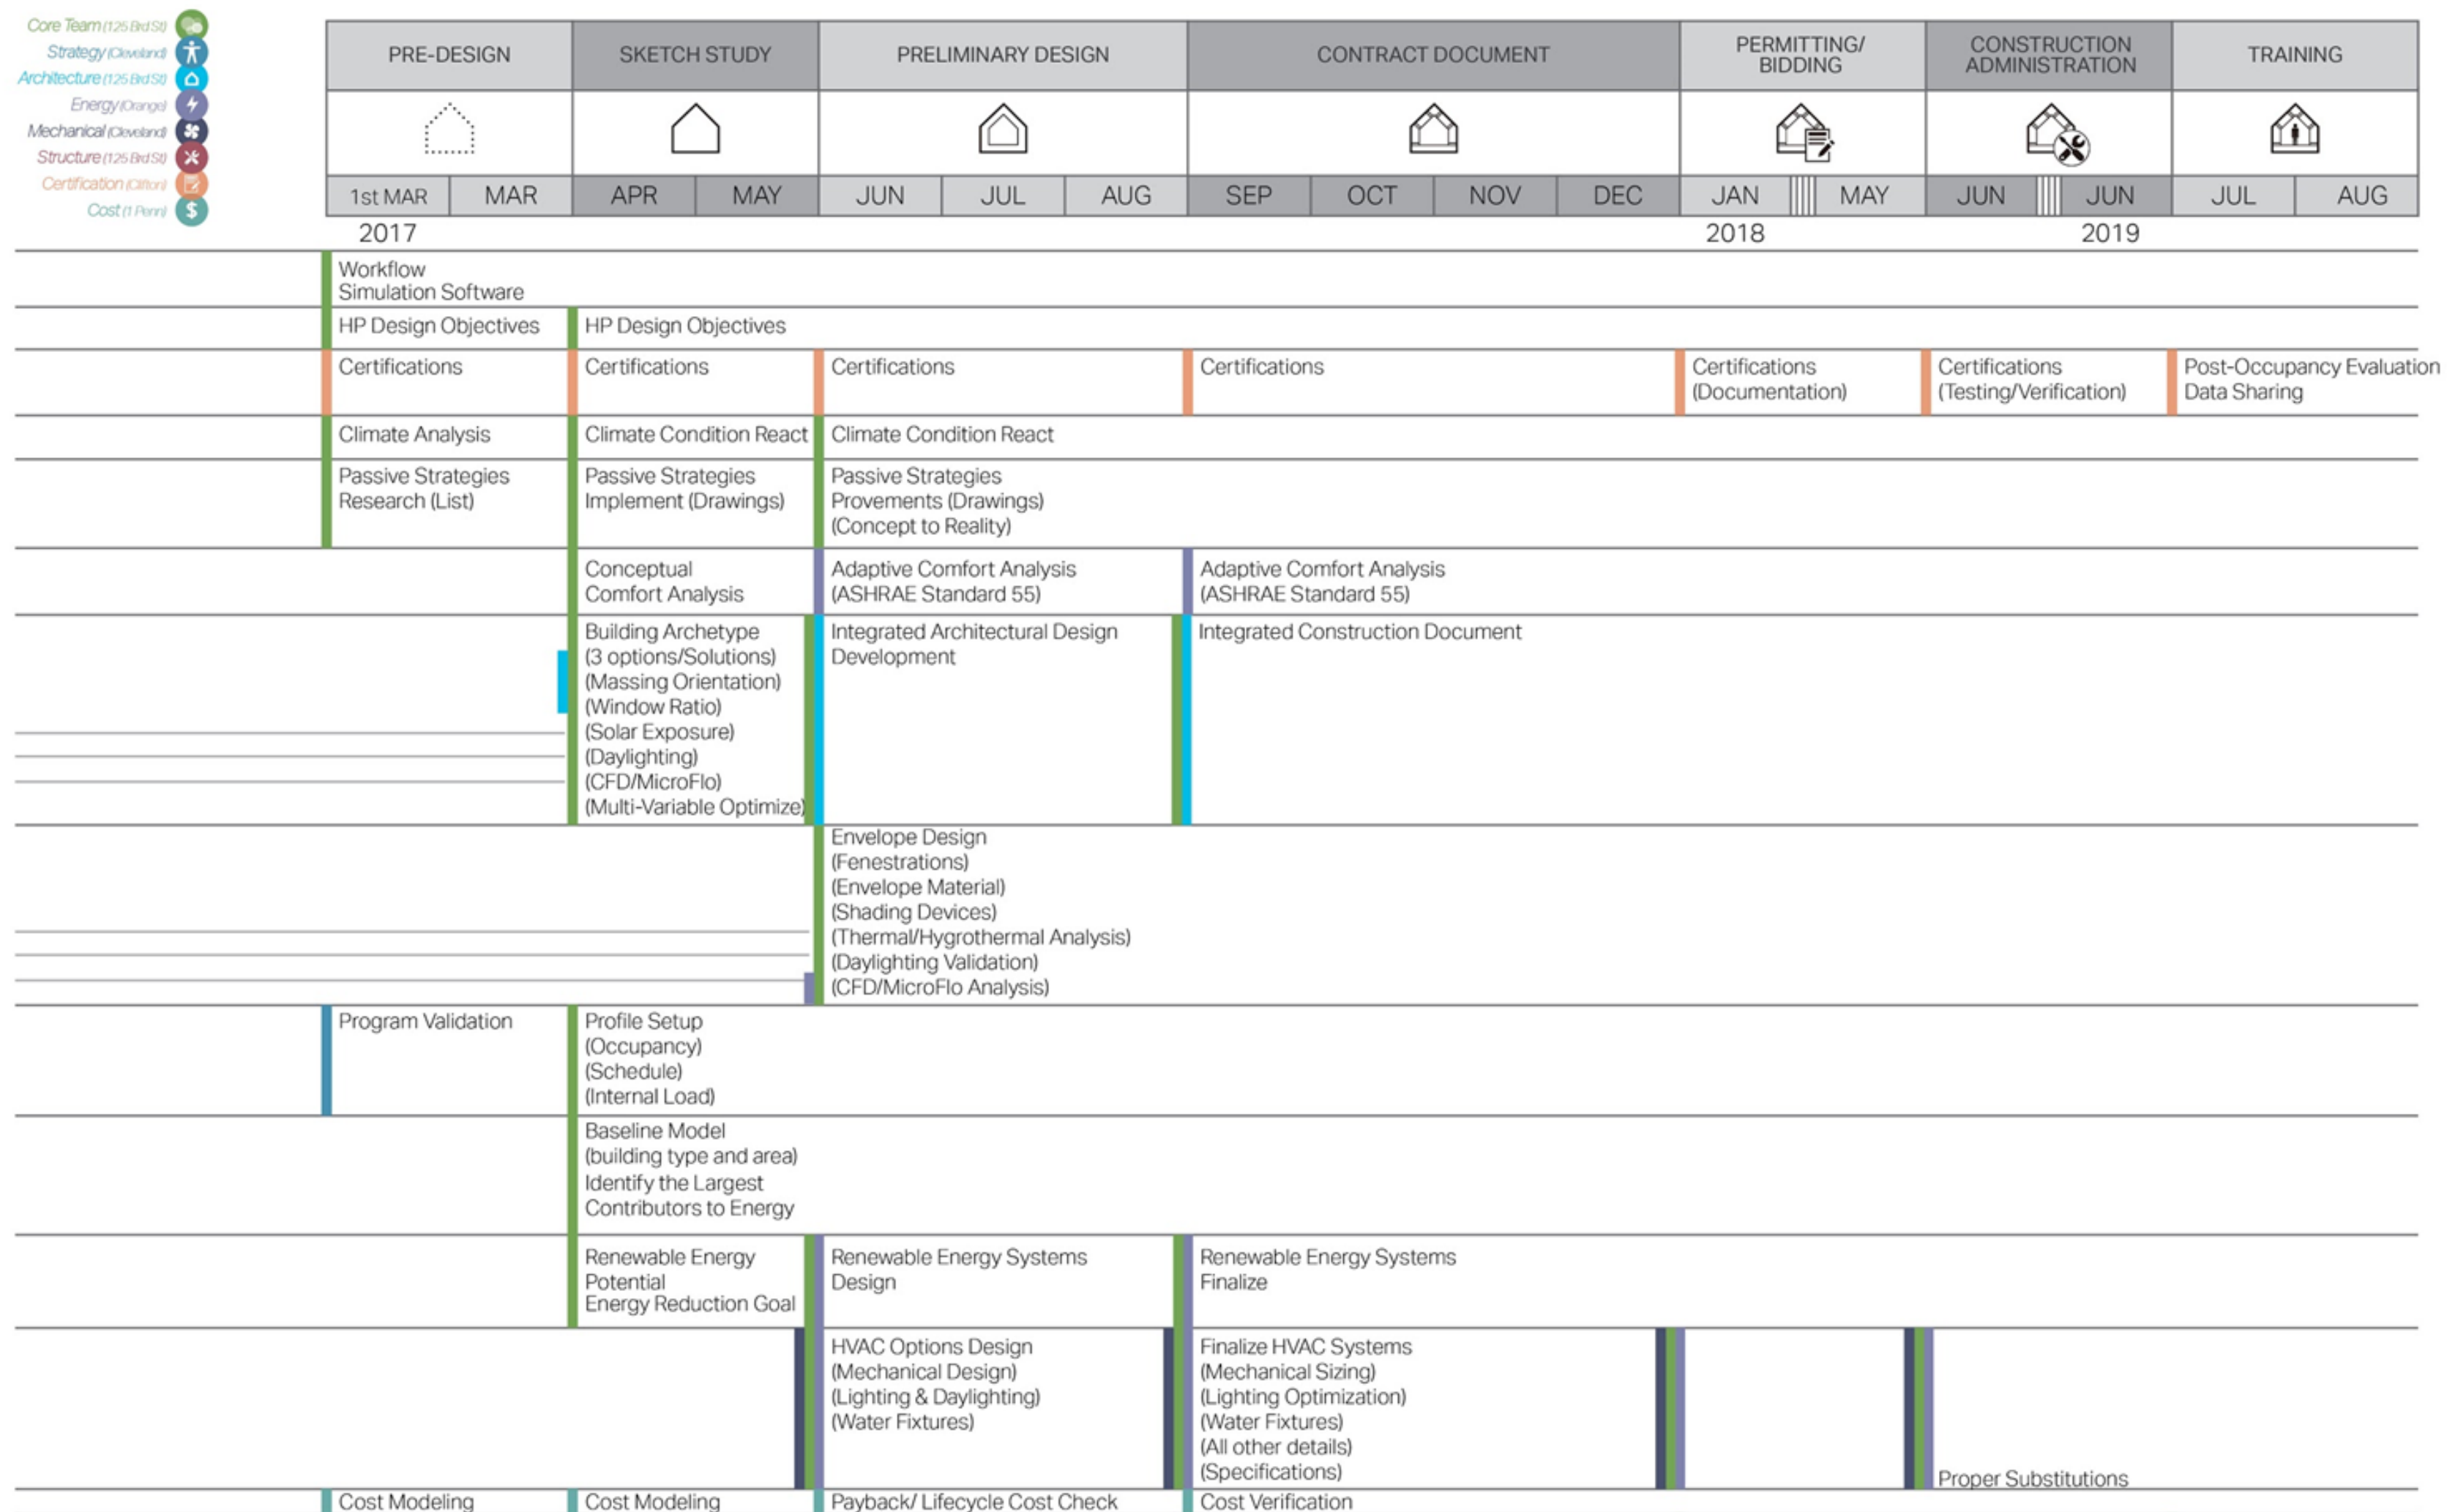 Core Team (125 Brd St)
Strategy (Cleveland)
Architecture (125 Brd St)
Energy (Orange)
Mechanical (Cleveland)
Structure (125 Brd St)
Certification (Clifton)
Cost (1 Penn)
$
PRE-DESIGN
SKETCH STUDY
PRELIMINARY DESIGN
CONTRACT DOCUMENT
PERMITTING/
BIDDING
CONSTRUCTION
ADMINISTRATION
TRAINING
1st MAR MAR APR MAY JUN JUL AUG SEP OCT NOV DEC JAN MAY JUN JUN JUL AUG
2017 2018 2019
Workflow
Simulation Software
HP Design Objectives
HP Design Objectives
Certifications
Certifications
Certifications
Certifications
Certifications
(Documentation)
Certifications
(Testing/Verification)
Post-Occupancy Evaluation
Data Sharing
Climate Analysis
Climate Condition React
Climate Condition React
Passive Strategies
Research (List)
Passive Strategies
Implement (Drawings)
Passive Strategies
Provements (Drawings)
(Concept to Reality)
Conceptual
Comfort Analysis
Adaptive Comfort Analysis
(ASHRAE Standard 55)
Adaptive Comfort Analysis
(ASHRAE Standard 55)
Building Archetype
(3 options/Solutions)
(Massing Orientation)
(Window Ratio)
(Solar Exposure)
(Daylighting)
(CFD/MicroFlo)
(Multi-Variable Optimize)
Integrated Architectural Design
Development
Integrated Construction Document
Envelope Design
(Fenestrations)
(Envelope Material)
(Shading Devices)
(Thermal/Hygrothermal Analysis)
(Daylighting Validation)
(CFD/MicroFlo Analysis)
Program Validation
Profile Setup
(Occupancy)
(Schedule)
(Internal Load)
Baseline Model
(building type and area)
Identify the Largest
Contributors to Energy
Renewable Energy
Potential
Energy Reduction Goal
Renewable Energy Systems
Design
Renewable Energy Systems
Finalize
HVAC Options Design
(Mechanical Design)
(Lighting & Daylighting)
(Water Fixtures)
Finalize HVAC Systems
(Mechanical Sizing)
(Lighting Optimization)
(Water Fixtures)
(All other details)
(Specifications)
Proper Substitutions
Cost Modeling
Cost Modeling
Payback/ Lifecycle Cost Check
Cost Verification